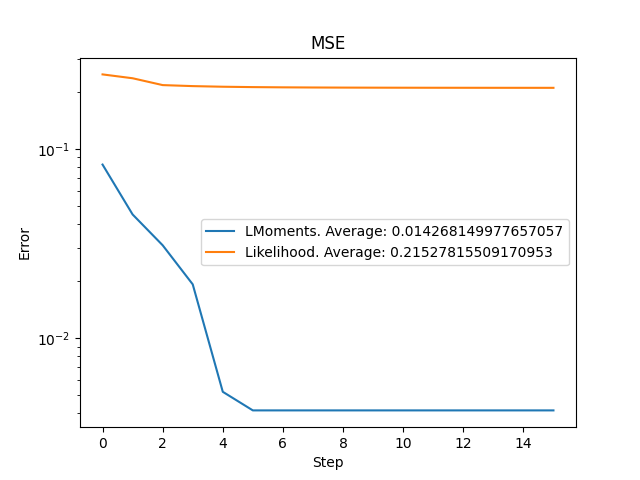 MSE
10⁻¹
10⁻²
Error
LMoments. Average: 0.014268149977657057
Likelihood. Average: 0.21527815509170953
0 2 4 6 8 10 12 14
Step